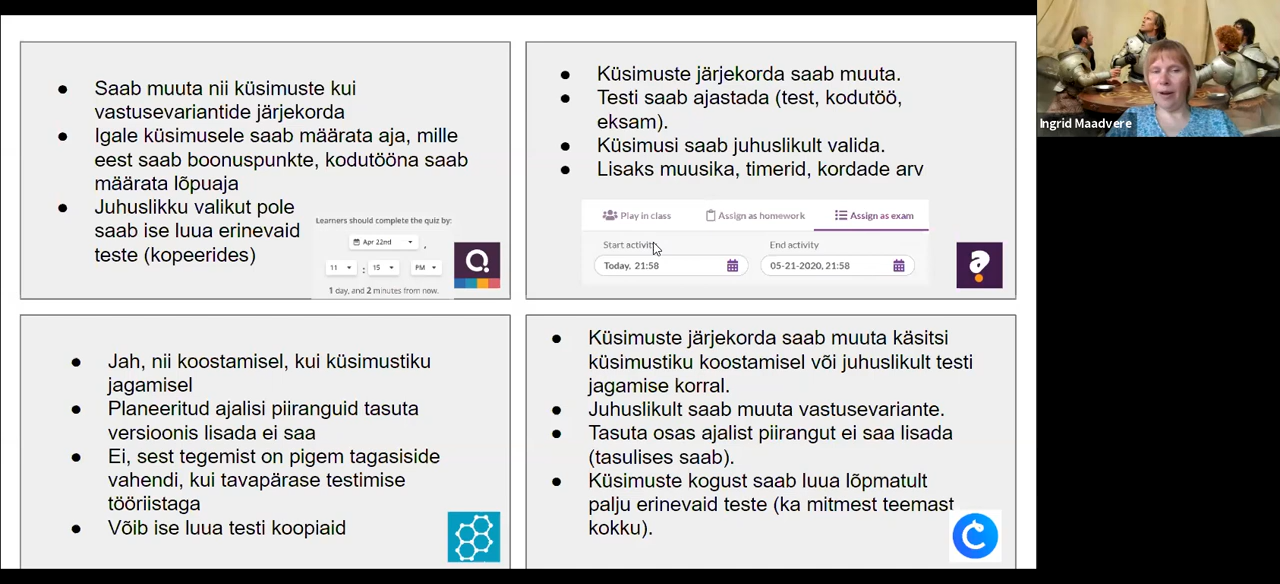 Saab muuta nii küsimuste kui
vastusevariantide järjekorda
Igale küsimusele saab määrata aja, mille
eest saab boonuspunkte, kodutööna saab
määrata lõpuaja
Juhuslikku valikut pole
saab ise luua erinevaid
teste (kopeerides)
Learners should complete the quiz by:
Apr 22nd ,
11 : 15 PM
1 day, and 2 minutes from now.
Küsimuste järjekorda saab muuta.
Testi saab ajastada (test, kodutöö,
eksam).
Küsimusi saab juhuslikult valida.
Lisaks muusika, timerid, kordade arv
Play in class Assign as homework Assign as exam
Start activity End activity
Today, 21:58 05-21-2020, 21:58
Jah, nii koostamisel, kui küsimustiku
jagamisel
Planeeritud ajalisi piiranguid tasuta
versioonis lisada ei saa
Ei, sest tegemist on pigem tagasiside
vahendi, kui tavapärase testimise
tööriistaga
Võib ise luua testi koopiaid
Küsimuste järjekorda saab muuta käsitsi
küsimustiku koostamisel või juhuslikult testi
jagamise korral.
Juhuslikult saab muuta vastusevariante.
Tasuta osas ajalist piirangut ei saa lisada
(tasulises saab).
Küsimuste kogust saab luua lõpmatult
palju erinevaid teste (ka mitmest teemast
kokku).
Ingrid Maadvere